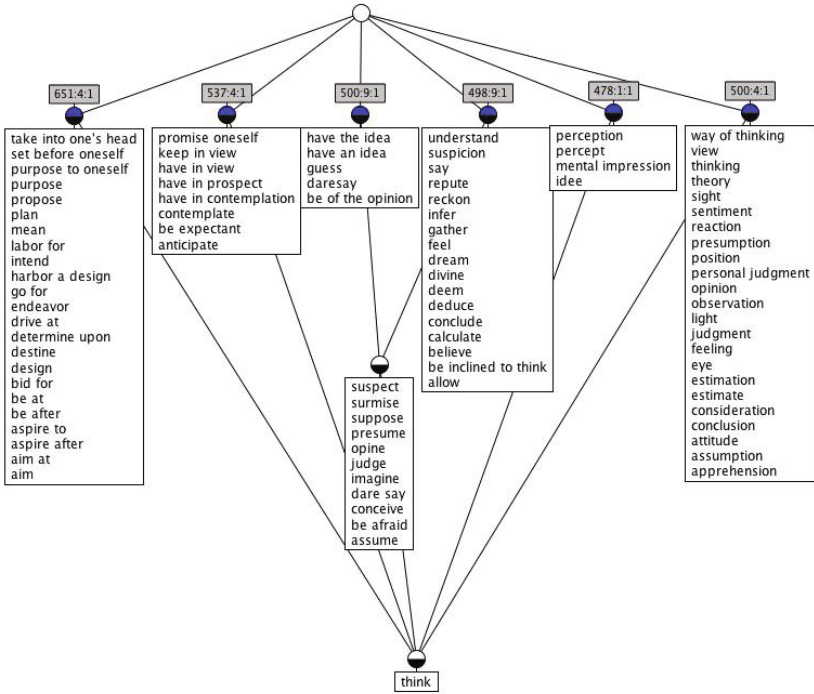 651:4:1
537:4:1
500:9:1
498:9:1
478:1:1
500:4:1
take into one's head
set before oneself
purpose to oneself
purpose
propose
plan
mean
labor for
intend
harbor a design
go for
endeavor
drive at
determine upon
destine
design
bid for
be at
be after
aspire to
aspire after
aim at
aim
promise oneself
keep in view
have in view
have in prospect
have in contemplation
contemplate
be expectant
anticipate
have the idea
have an idea
guess
daresay
be of the opinion
understand
suspicion
say
repute
reckon
infer
gather
feel
dream
divine
deem
deduce
conclude
calculate
believe
be inclined to think
allow
perception
percept
mental impression
idee
way of thinking
view
thinking
theory
sight
sentiment
reaction
presumption
position
personal judgment
opinion
observation
light
judgment
feeling
eye
estimation
estimate
consideration
conclusion
attitude
assumption
apprehension
suspect
surmise
suppose
presume
opine
judge
imagine
dare say
conceive
be afraid
assume
think